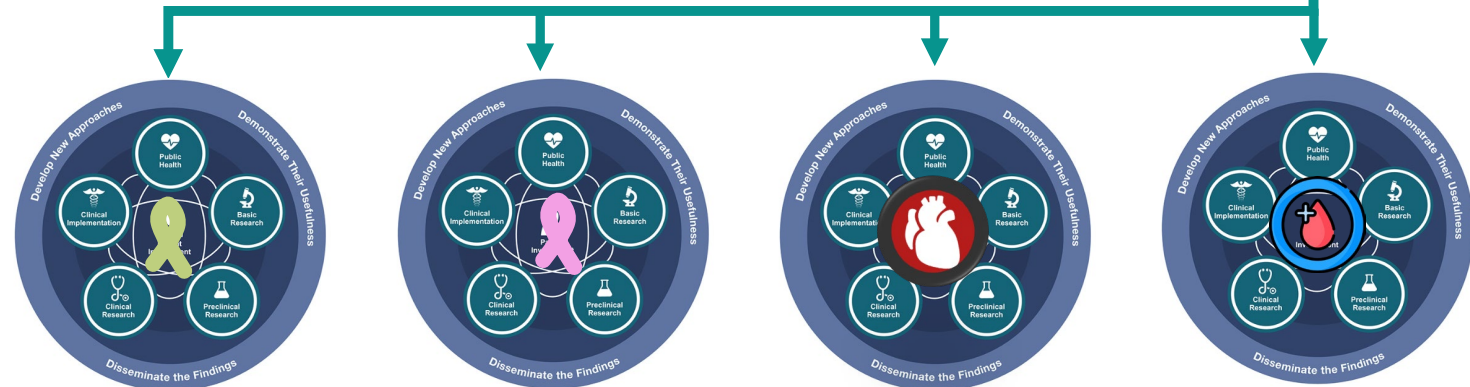 Develop New Approaches
Demonstrate Their Usefulness
Public
Health
Clinical
Implementation
Basic
Research
Clinical
Research
Preclinical
Research
Disseminate the Findings
Develop New Approaches
Demonstrate Their Usefulness
Public
Health
Clinical
Implementation
Basic
Research
Clinical
Research
Preclinical
Research
Disseminate the Findings
Develop New Approaches
Demonstrate Their Usefulness
Public
Health
Clinical
Implementation
Basic
Research
Clinical
Research
Preclinical
Research
Disseminate the Findings
Develop New Approaches
Demonstrate Their Usefulness
Public
Health
Clinical
Implementation
Basic
Research
Clinical
Research
Preclinical
Research
Disseminate the Findings